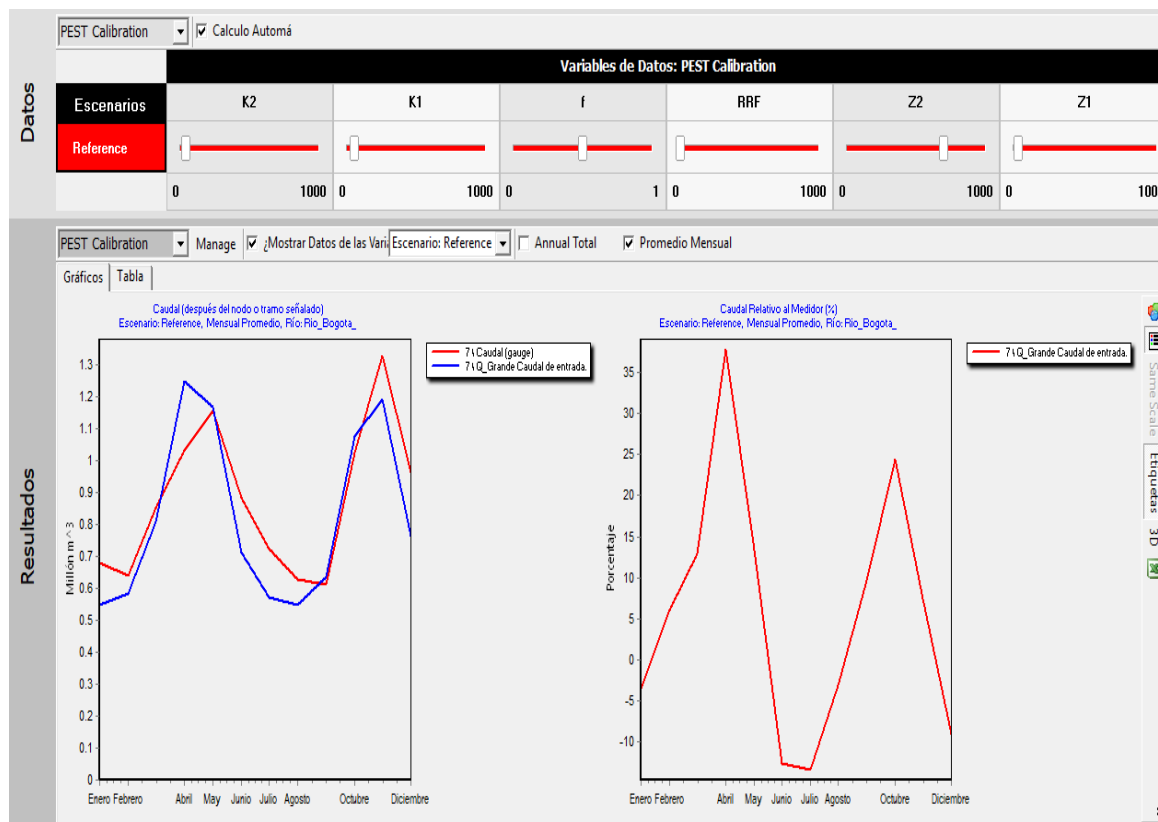 Datos
PEST Calibration
Calculo Automá
Variables de Datos: PEST Calibration
Escenarios K2 K1 f RRF Z2 Z1
Reference
0 1000 0 1000 0 1 0 1000 0 1000 0 100
Resultados
PEST Calibration Manage ¿Mostrar Datos de las Vari Escenario: Reference Annual Total Promedio Mensual
Gráficos Tabla
Caudal (después del nodo o tramo señalado)
Escenario: Reference, Mensual Promedio, Río: Rio_Bogota_
7 \ Caudal (gauge)
7 \ Q_Grande Caudal de entrada.
Millón m^3
1.3
1.2
1.1
1
0.9
0.8
0.7
0.6
0.5
0.4
0.3
0.2
0.1
0
Enero Febrero Abril May Junio Julio Agosto Octubre Diciembre
Caudal Relativo al Medidor (%)
Escenario: Reference, Mensual Promedio, Río: Rio_Bogota_
7 \ Q_Grande Caudal de entrada.
Porcentaje
35
30
25
20
15
10
5
0
-5
-10
Enero Febrero Abril May Junio Julio Agosto Octubre Diciembre
Same Scale
Etiquetas
3D